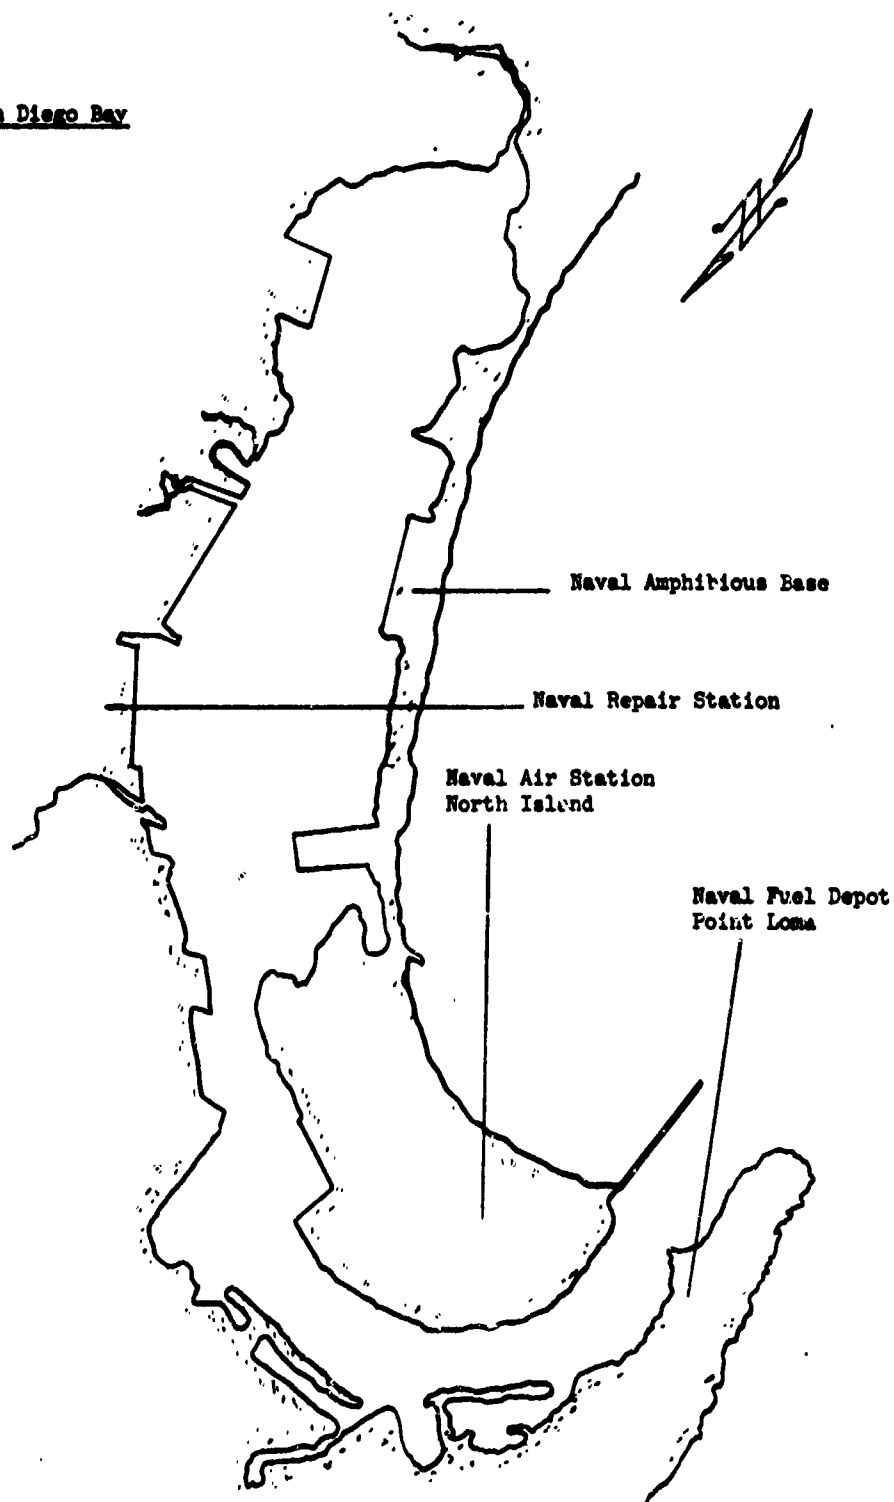 Diego Bay
Naval Amphibious Base
Naval Repair Station
Naval Air Station
North Island
Naval Fuel Depot
Point Loma